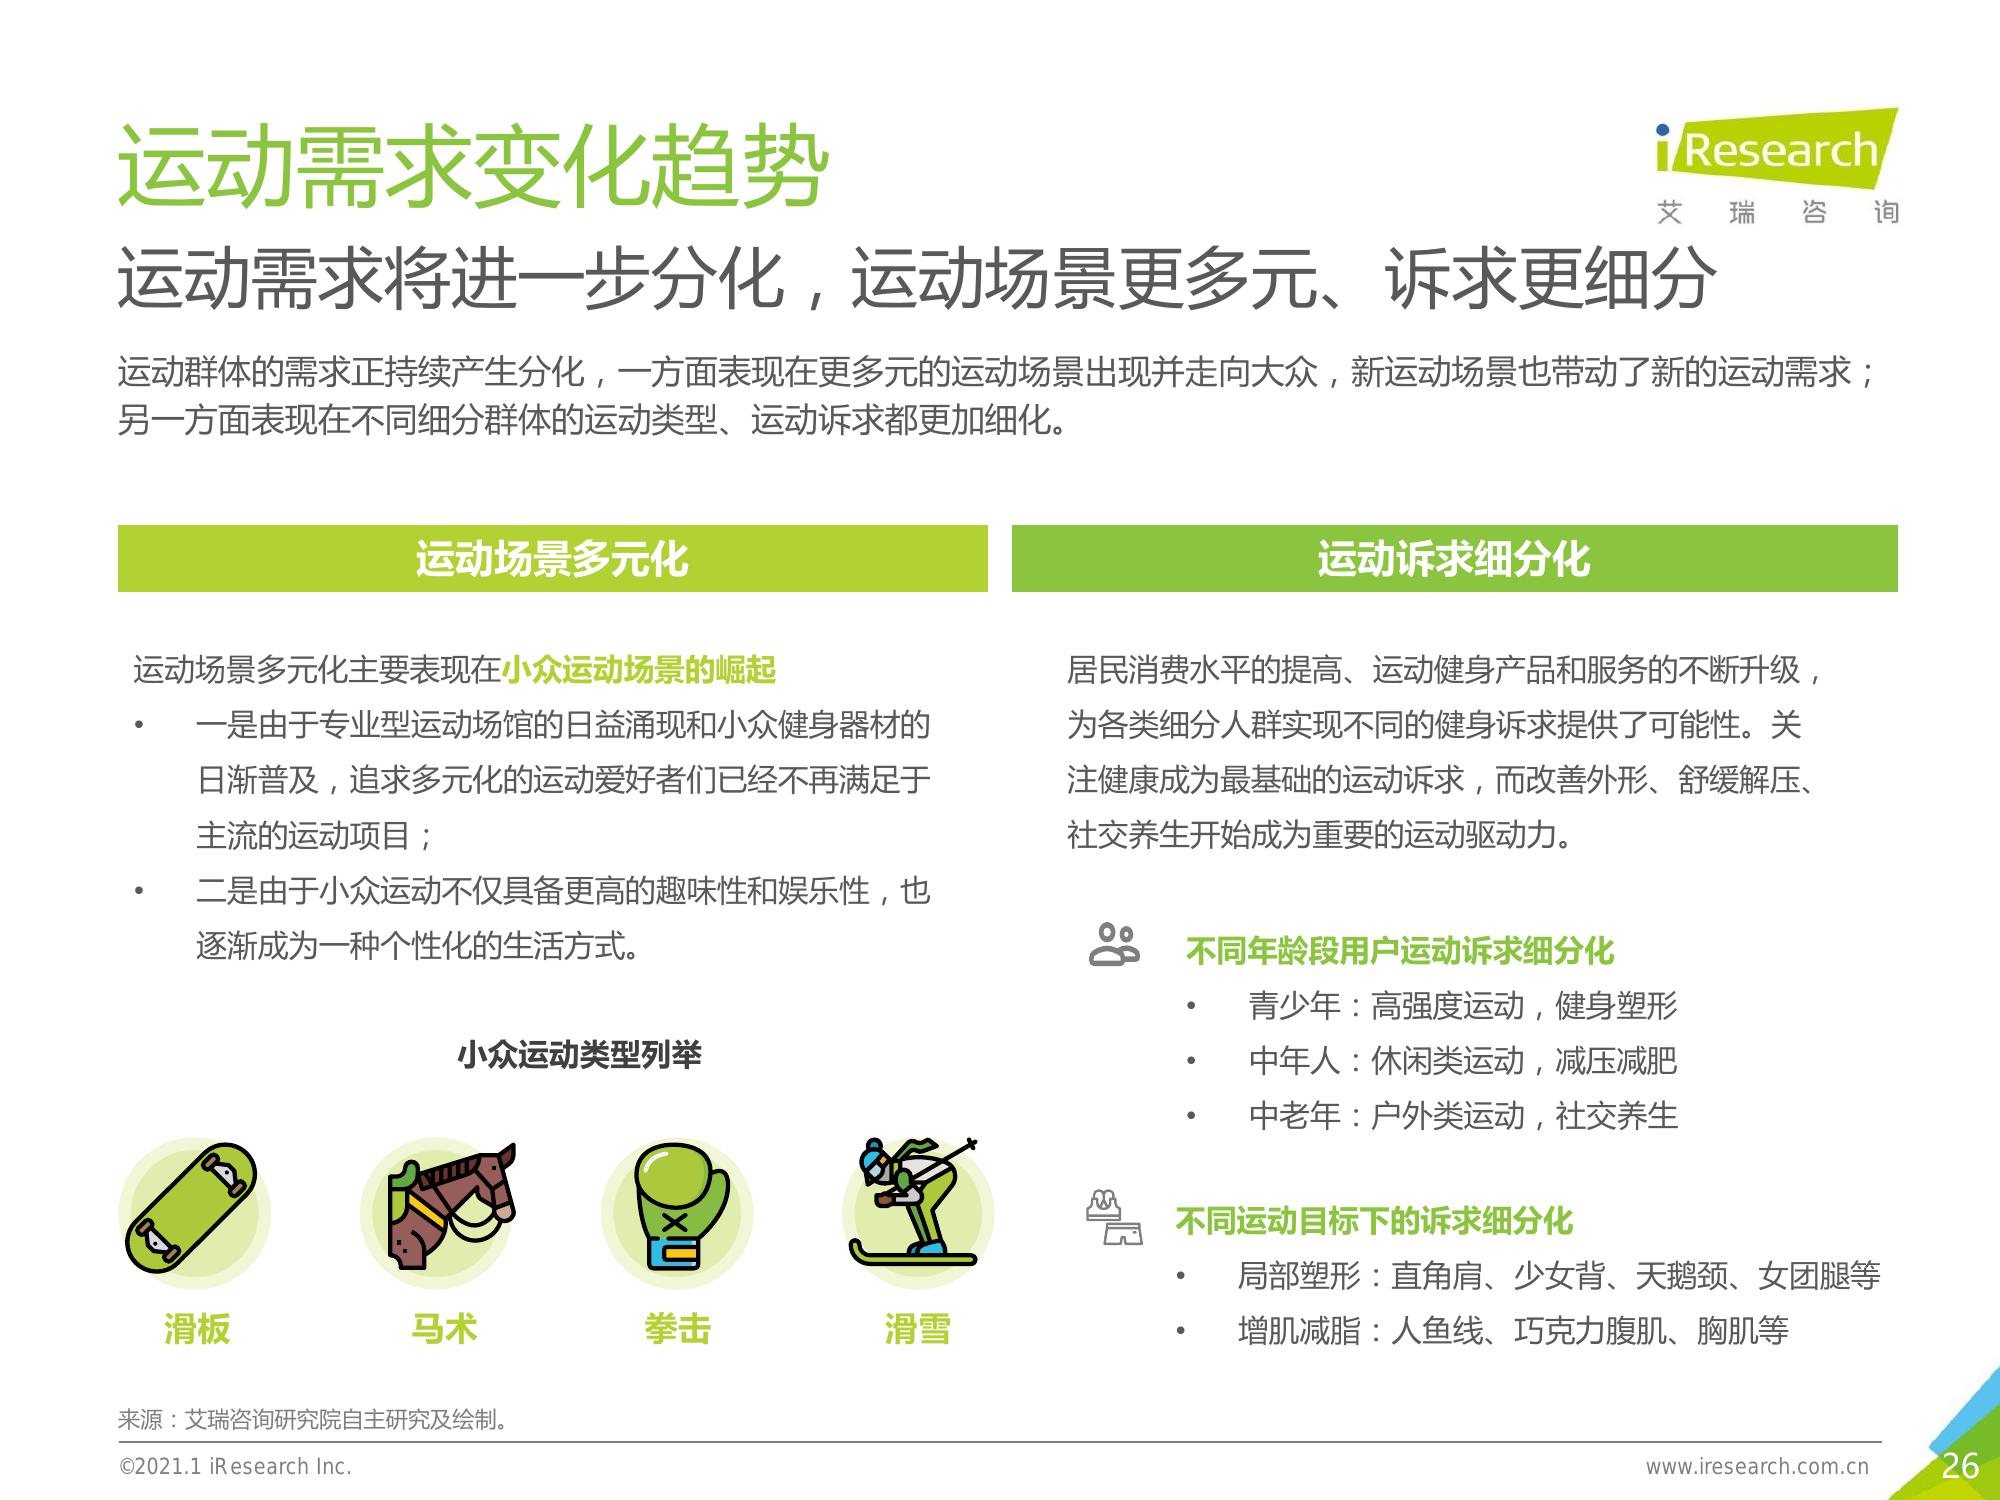 运动需求变化趋势
iResearch
艾瑞咨询
运动需求将进一步分化，运动场景更多元、诉求更细分
运动群体的需求正持续产生分化，一方面表现在更多元的运动场景出现并走向大众，新运动场景也带动了新的运动需求；
另一方面表现在不同细分群体的运动类型、运动诉求都更加细化。
运动场景多元化
运动场景多元化主要表现在小众运动场景的崛起
• 一是由于专业型运动场馆的日益涌现和小众健身器材的
日渐普及，追求多元化的运动爱好者们已经不再满足于
主流的运动项目；
• 二是由于小众运动不仅具备更高的趣味性和娱乐性，也
逐渐成为一种个性化的生活方式。
小众运动类型列举
滑板 马术 拳击 滑雪
运动诉求细分化
居民消费水平的提高、运动健身产品和服务的不断升级，
为各类细分人群实现不同的健身诉求提供了可能性。关
注健康成为最基础的运动诉求，而改善外形、舒缓解压、
社交养生开始成为重要的运动驱动力。
不同年龄段用户运动诉求细分化
• 青少年：高强度运动，健身塑形
• 中年人：休闲类运动，减压减肥
• 中老年：户外类运动，社交养生
不同运动目标下的诉求细分化
• 局部塑形：直角肩、少女背、天鹅颈、女团腿等
• 增肌减脂：人鱼线、巧克力腹肌、胸肌等
来源：艾瑞咨询研究院自主研究及绘制。
©2021.1 iResearch Inc.
www.iresearch.com.cn
26